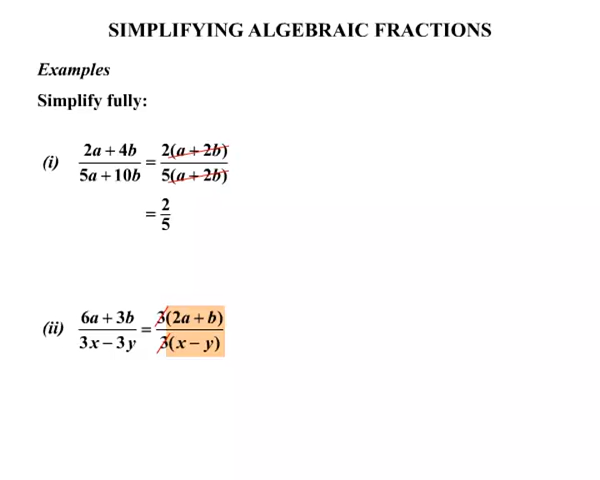 SIMPLIFYING ALGEBRAIC FRACTIONS
Examples
Simplify fully:
(i) (2a + 4b)/(5a + 10b) = 2(a + 2b)/5(a + 2b)
= 2/5
(ii) (6a + 3b)/(3x − 3y) = 3(2a + b)/3(x − y)